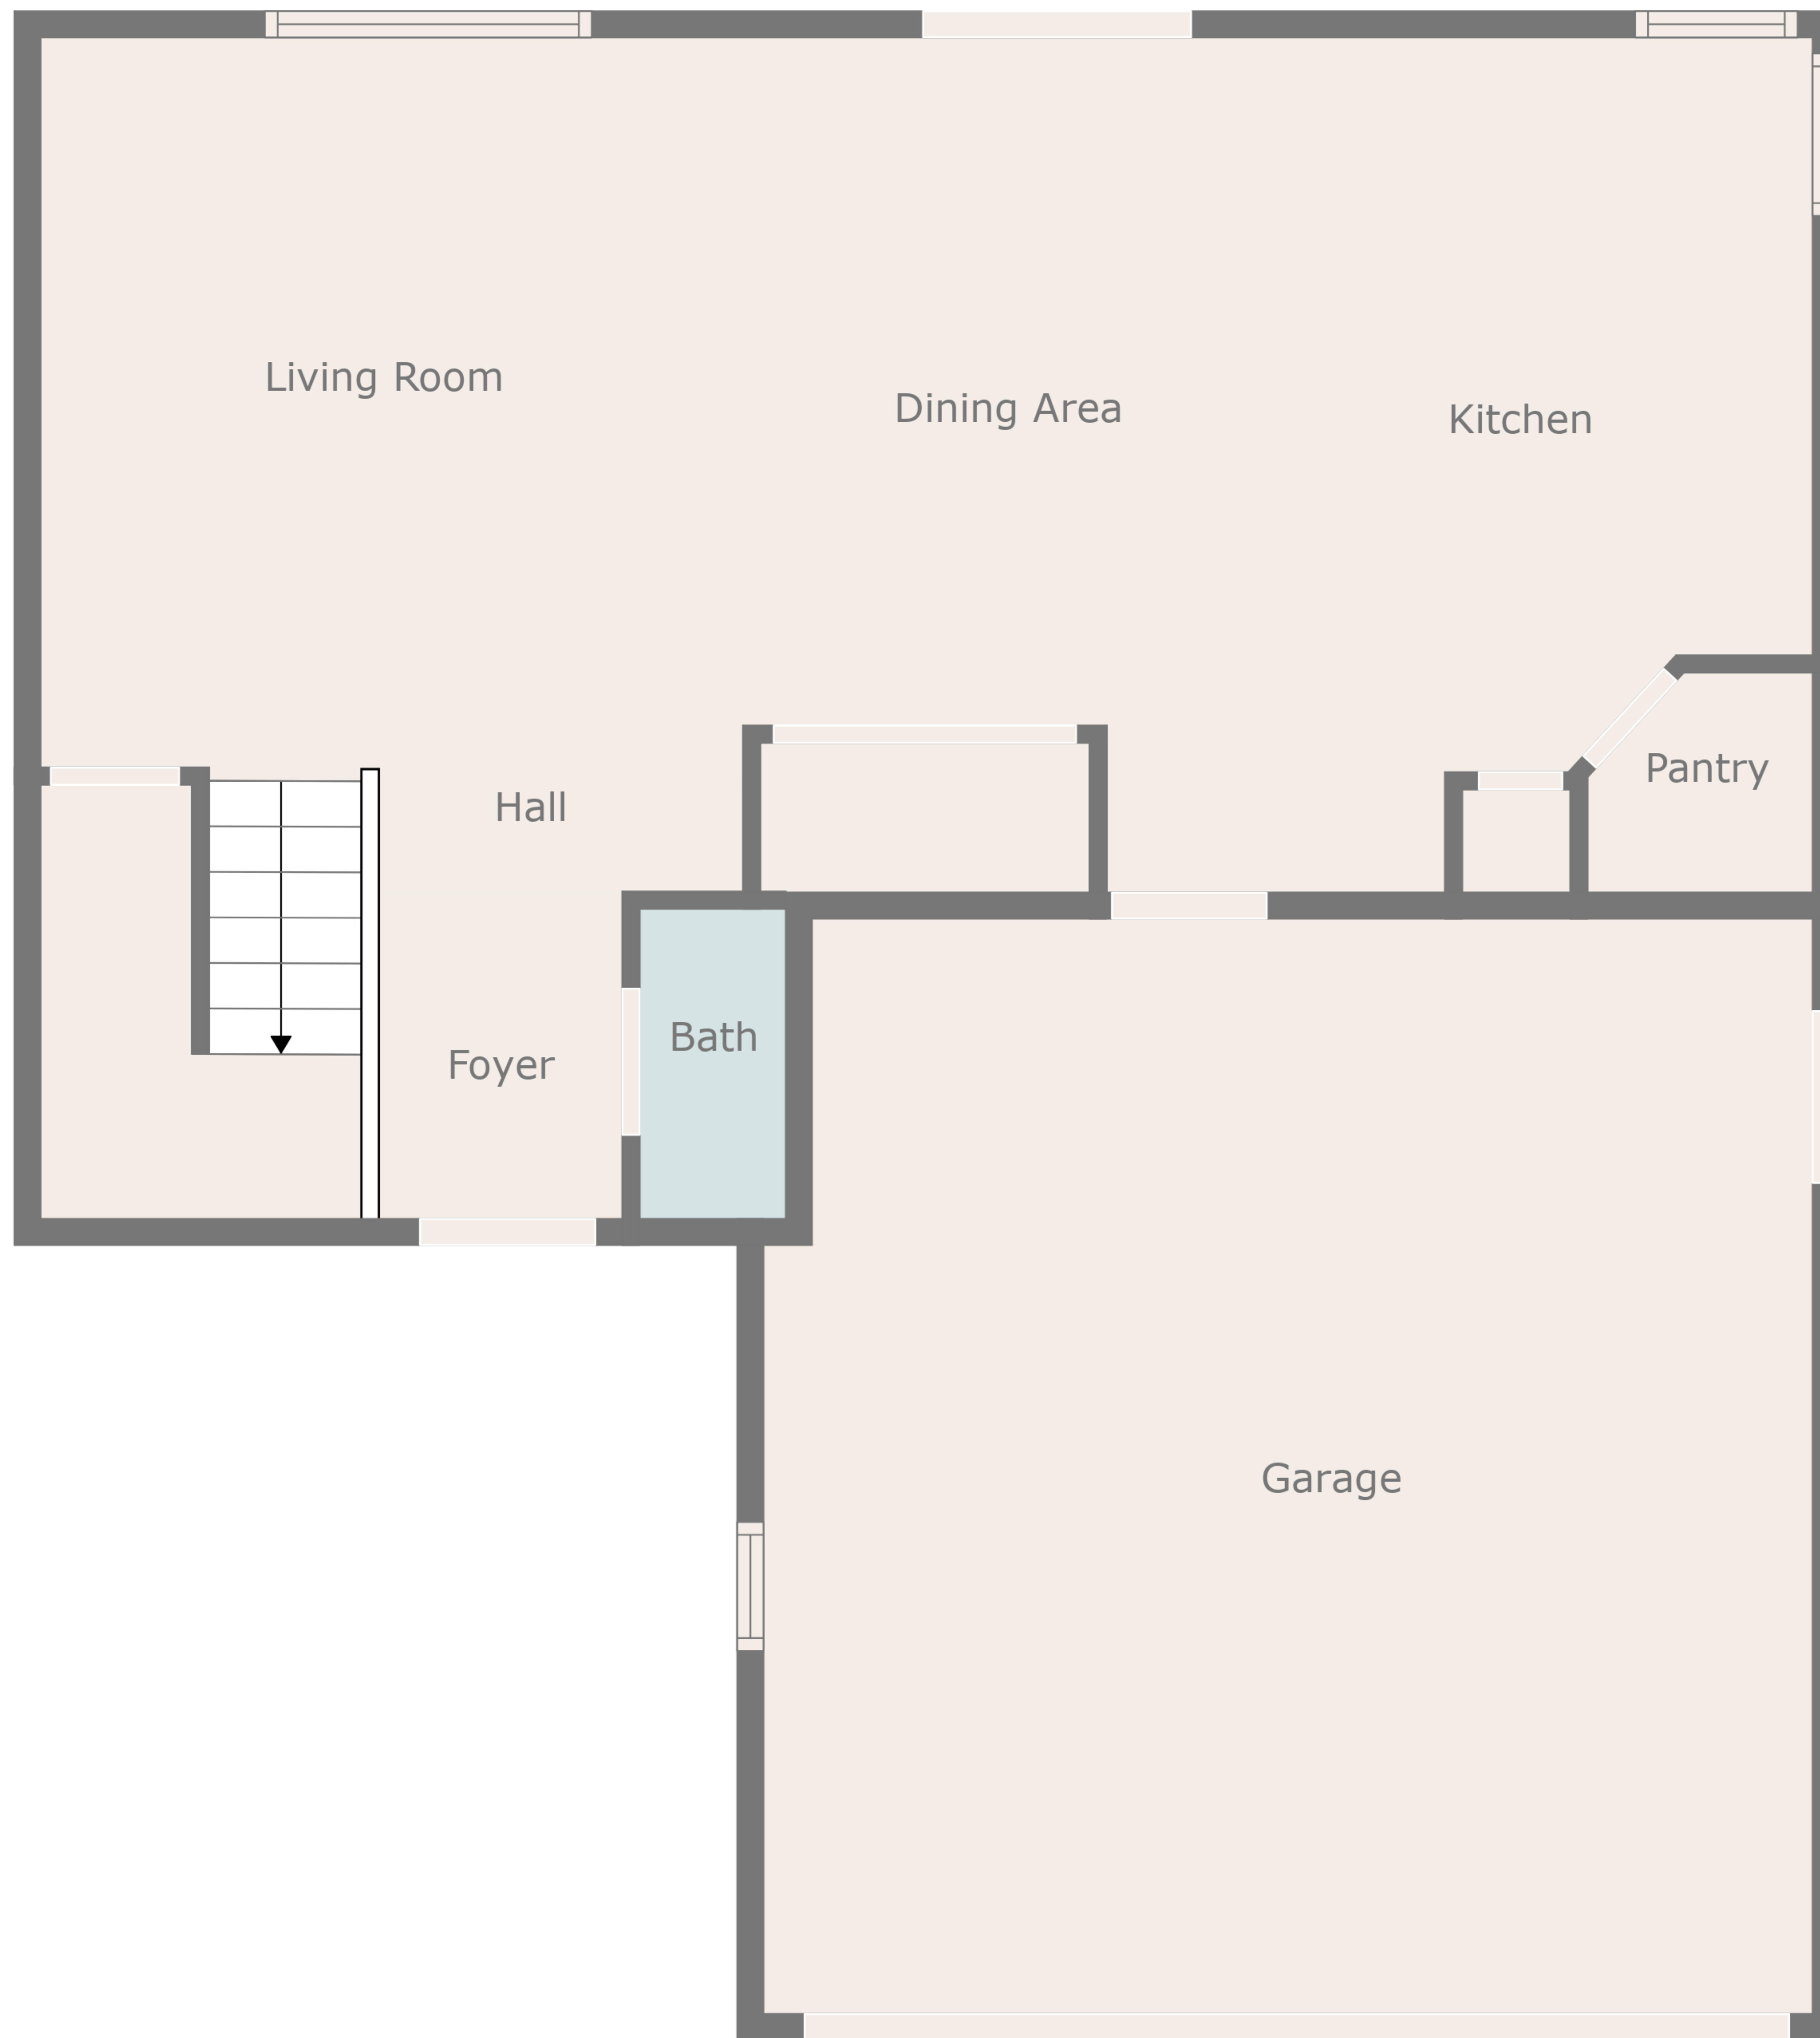 Living Room
Dining Area
Kitchen
Pantry
Hall
Bath
Foyer
Garage